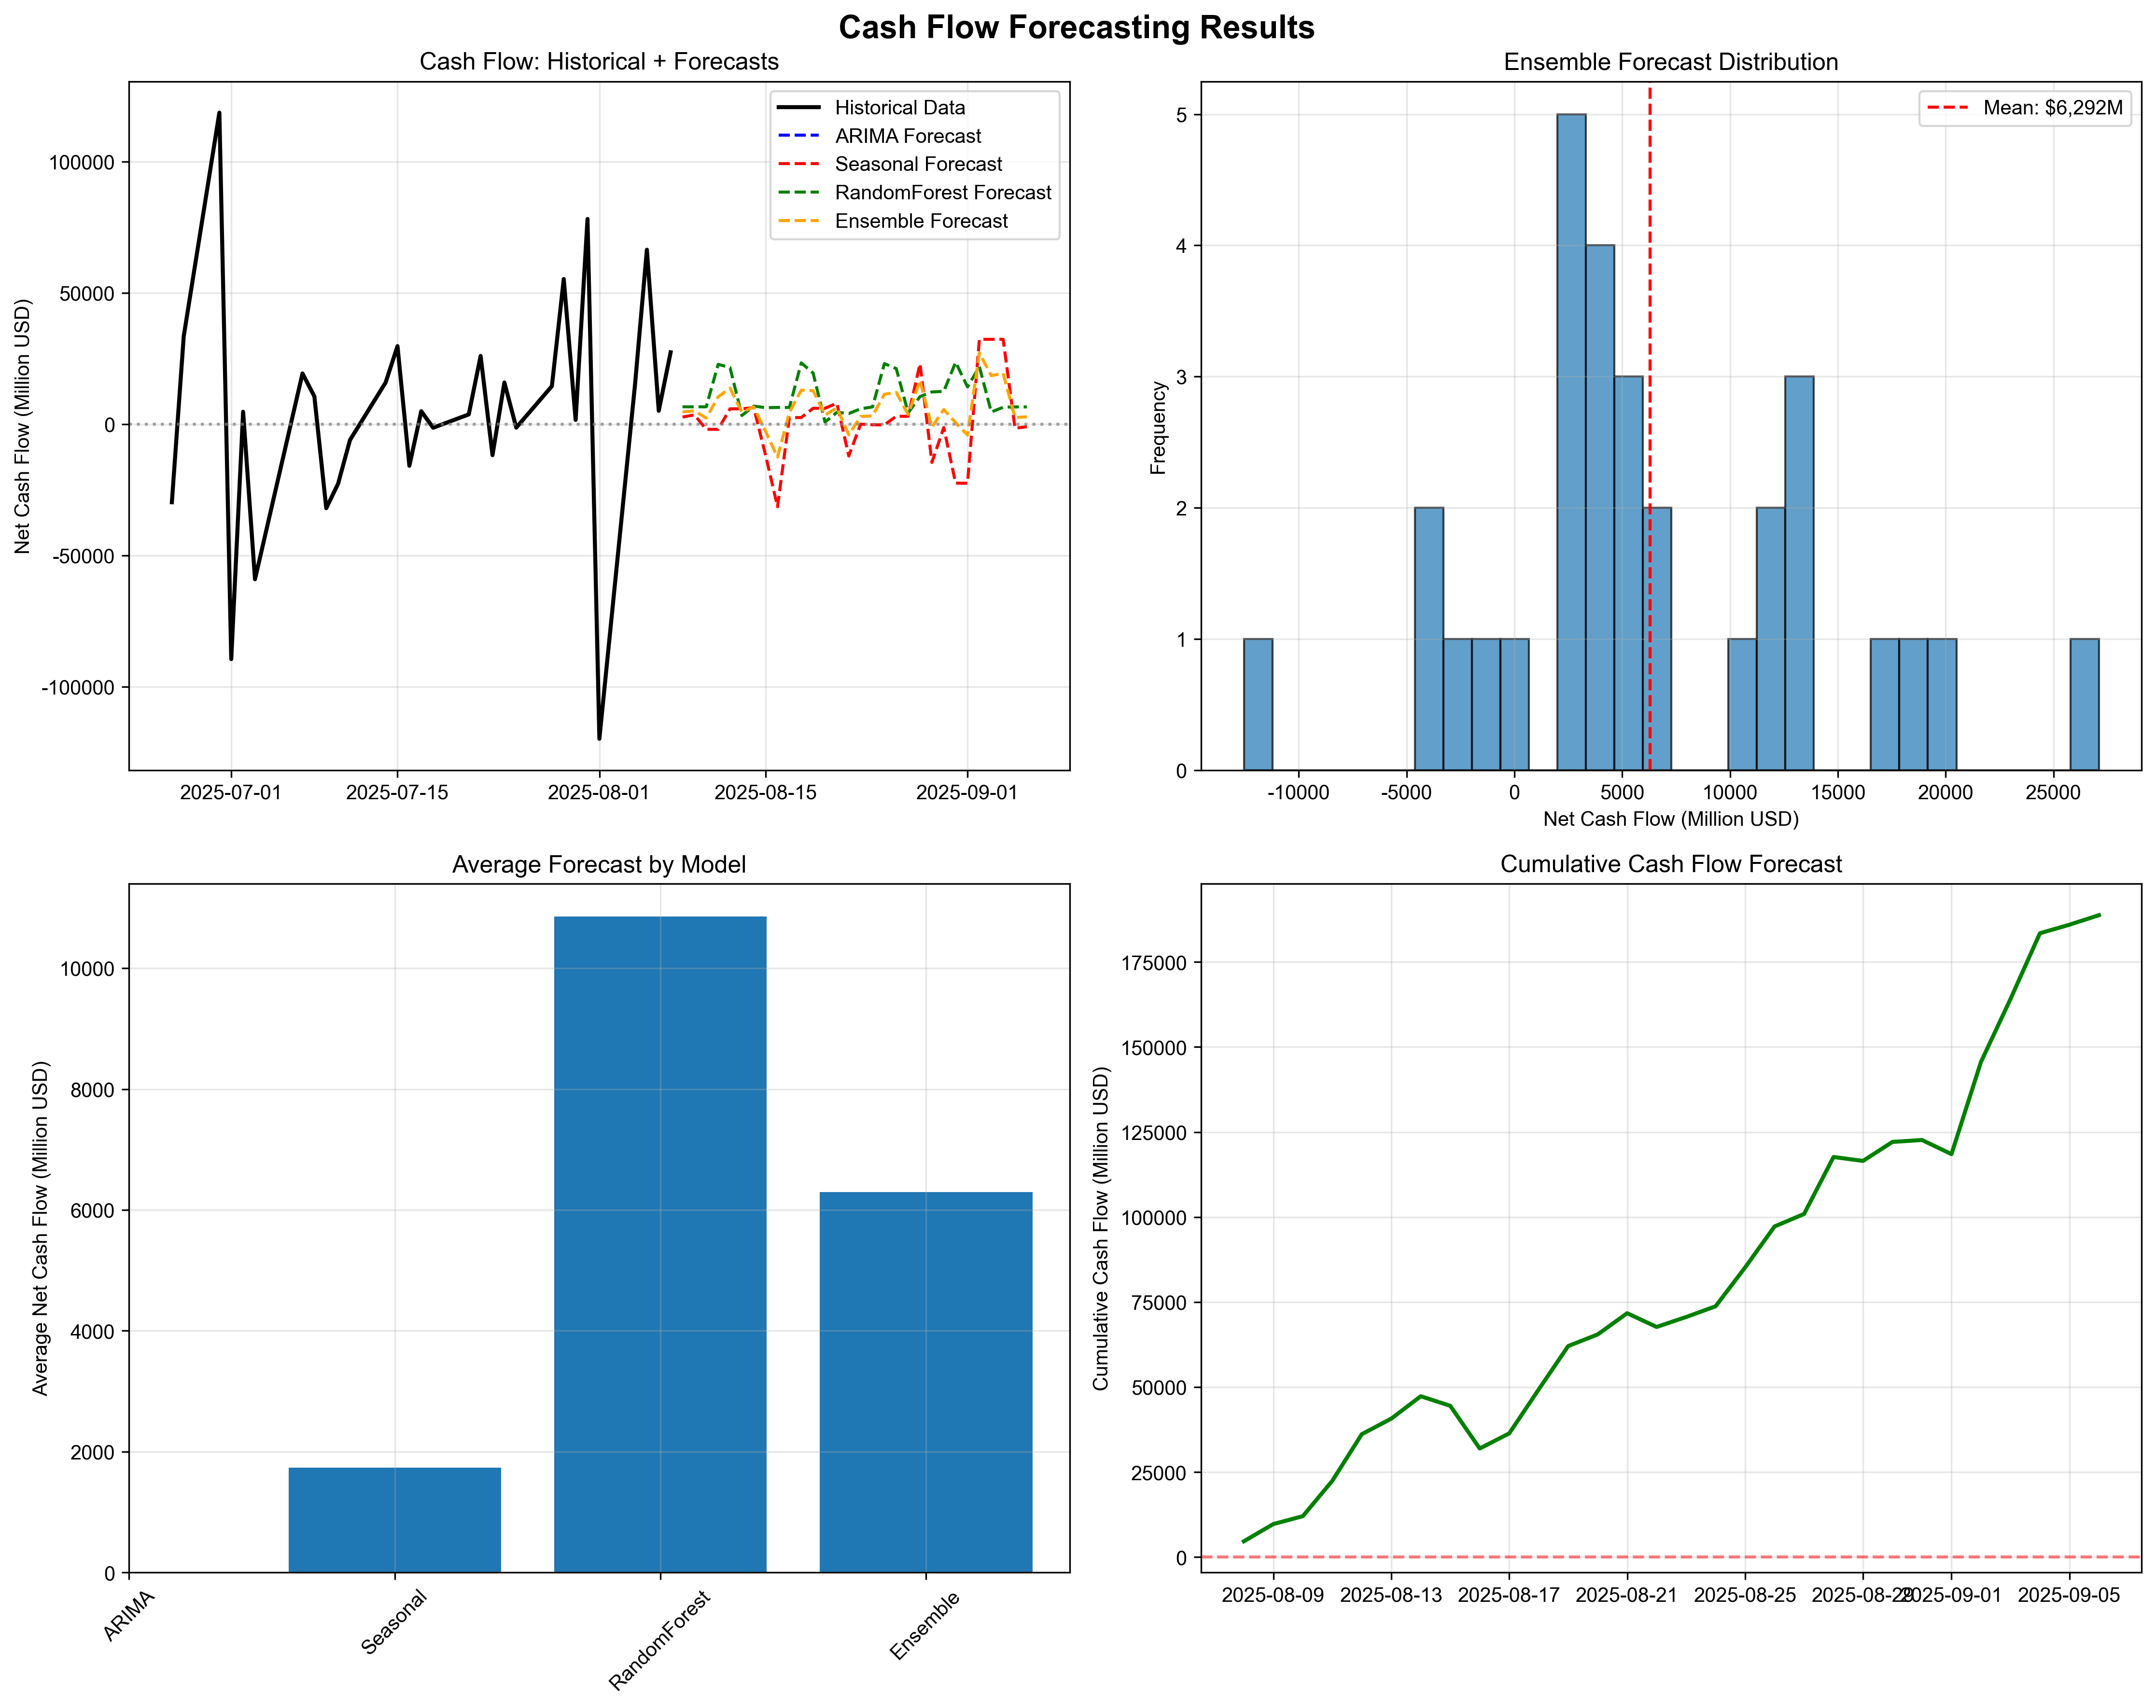 Cash Flow Forecasting Results
Cash Flow: Historical + Forecasts
Historical Data
ARIMA Forecast
Seasonal Forecast
RandomForest Forecast
Ensemble Forecast
Net Cash Flow (Million USD)
100000
50000
0
-50000
-100000
2025-07-01
2025-07-15
2025-08-01
2025-08-15
2025-09-01
Ensemble Forecast Distribution
Mean: $6,292M
Frequency
5
4
3
2
1
0
-10000
-5000
0
5000
10000
15000
20000
25000
Net Cash Flow (Million USD)
Average Forecast by Model
Average Net Cash Flow (Million USD)
10000
8000
6000
4000
2000
0
ARIMA
Seasonal
RandomForest
Ensemble
Cumulative Cash Flow Forecast
Cumulative Cash Flow (Million USD)
175000
150000
125000
100000
75000
50000
25000
0
2025-08-09
2025-08-13
2025-08-17
2025-08-21
2025-08-25
2025-08-29
2025-09-01
2025-09-05